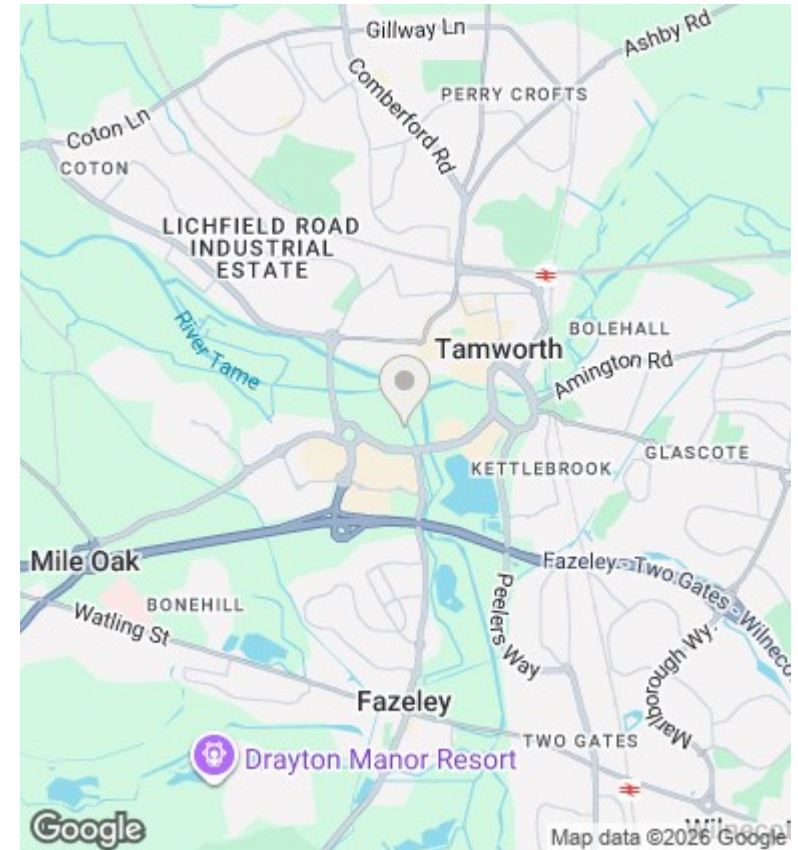 Gillway Ln
Ashby Rd
Comberford Rd
PERRY CROFTS
Coton Ln
COTON
LICHFIELD ROAD
INDUSTRIAL
ESTATE
River Tame
BOLEHALL
Tamworth
Amington Rd
GLASCOTE
KETTLEBROOK
Mile Oak
Fazeley - Two Gates - Wilneco
BONEHILL
Watling St
Peelers Way
Marlborough Wy.
Fazeley
TWO GATES
Drayton Manor Resort
Wilnecot
Google
Map data ©2026 Google